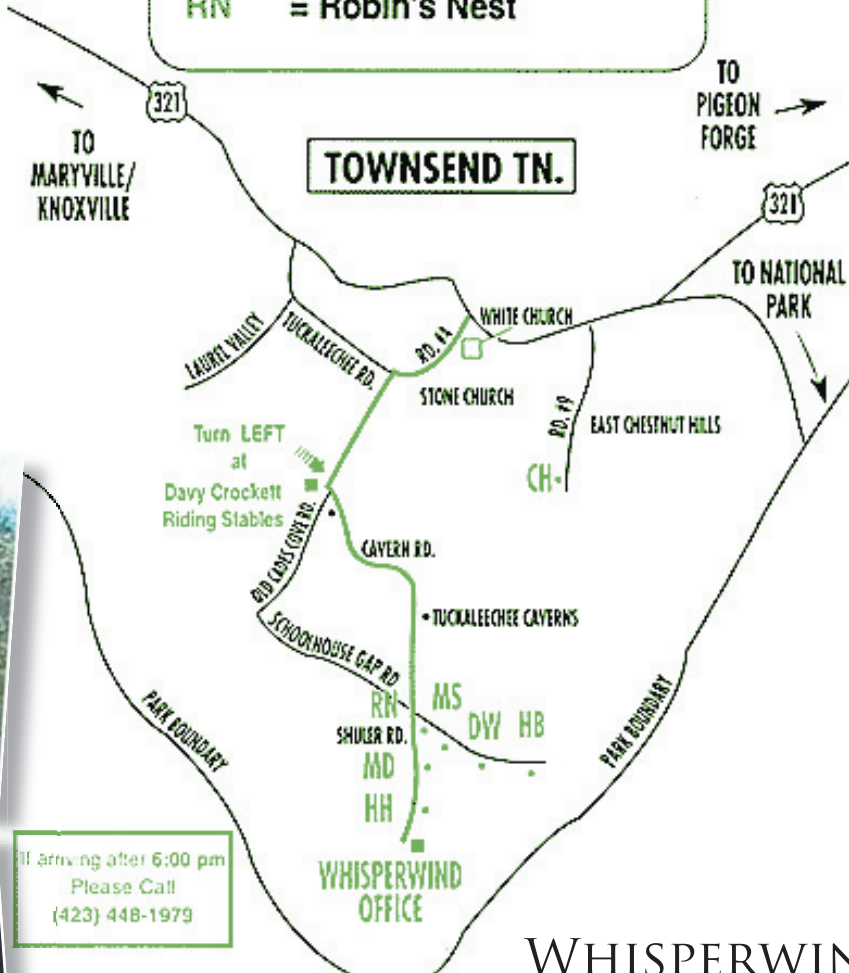 RN = Robin's Nest
321
TO
MARYVILLE/
KNOXVILLE
TOWNSEND TN.
TO
PIGEON
FORGE
321
TO NATIONAL
PARK
LAUREL VALLEY
TUCKALEECHEE RD.
RD. #4
WHITE CHURCH
STONE CHURCH
RD. #9
EAST CHESTNUT HILLS
CH
Turn LEFT
at
Davy Crockett
Riding Stables
OLD CADES COVE RD.
CAVERN RD.
TUCKALEECHEE CAVERNS
SCHOOLHOUSE GAP RD
RN
MS
DW
HB
SHULER RD.
MD
HH
PARK BOUNDARY
PARK BOUNDARY
WHISPERWIND
OFFICE
If arriving after 6:00 pm
Please Call
(423) 448-1979
WHISPERWIN